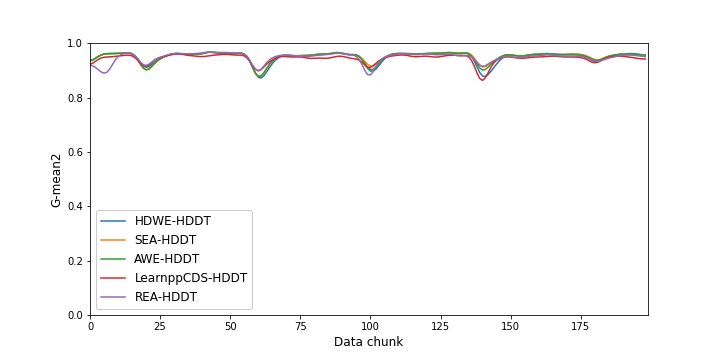 1.0
0.8
0.6
0.4
0.2
0.0
G-mean2
HDWE-HDDT
SEA-HDDT
AWE-HDDT
LearnppCDS-HDDT
REA-HDDT
0 25 50 75 100 125 150 175
Data chunk